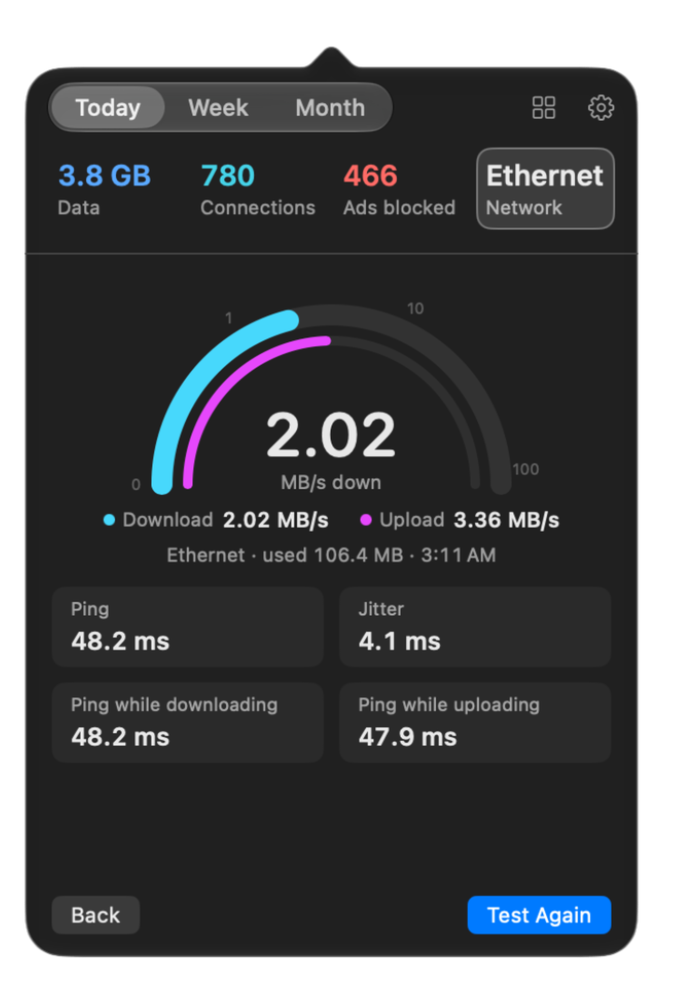 Today Week Month
3.8 GB 780 466 Ethernet
Data Connections Ads blocked Network
1 10
2.02
0 MB/s down 100
Download 2.02 MB/s Upload 3.36 MB/s
Ethernet · used 106.4 MB · 3:11 AM
Ping Jitter
48.2 ms 4.1 ms
Ping while downloading Ping while uploading
48.2 ms 47.9 ms
Back Test Again